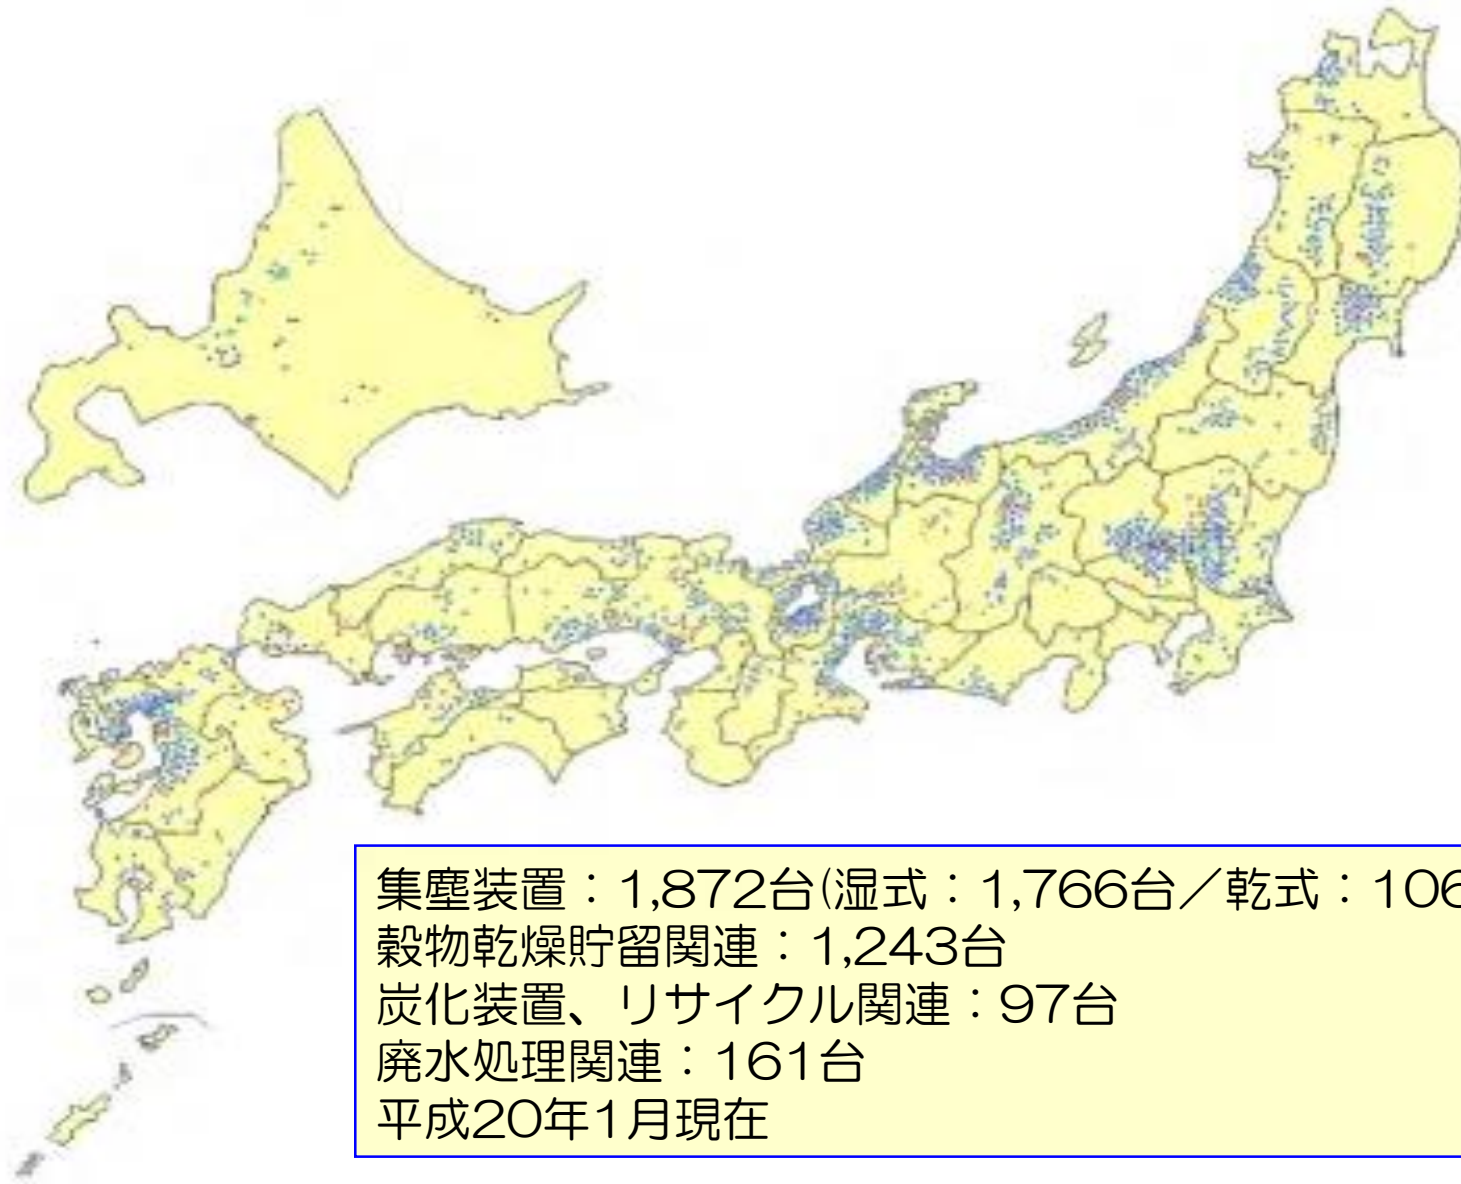 集塵装置：1,872台(湿式：1,766台／乾式：106
穀物乾燥貯留関連：1,243台
炭化装置、リサイクル関連：97台
廃水処理関連：161台
平成20年1月現在